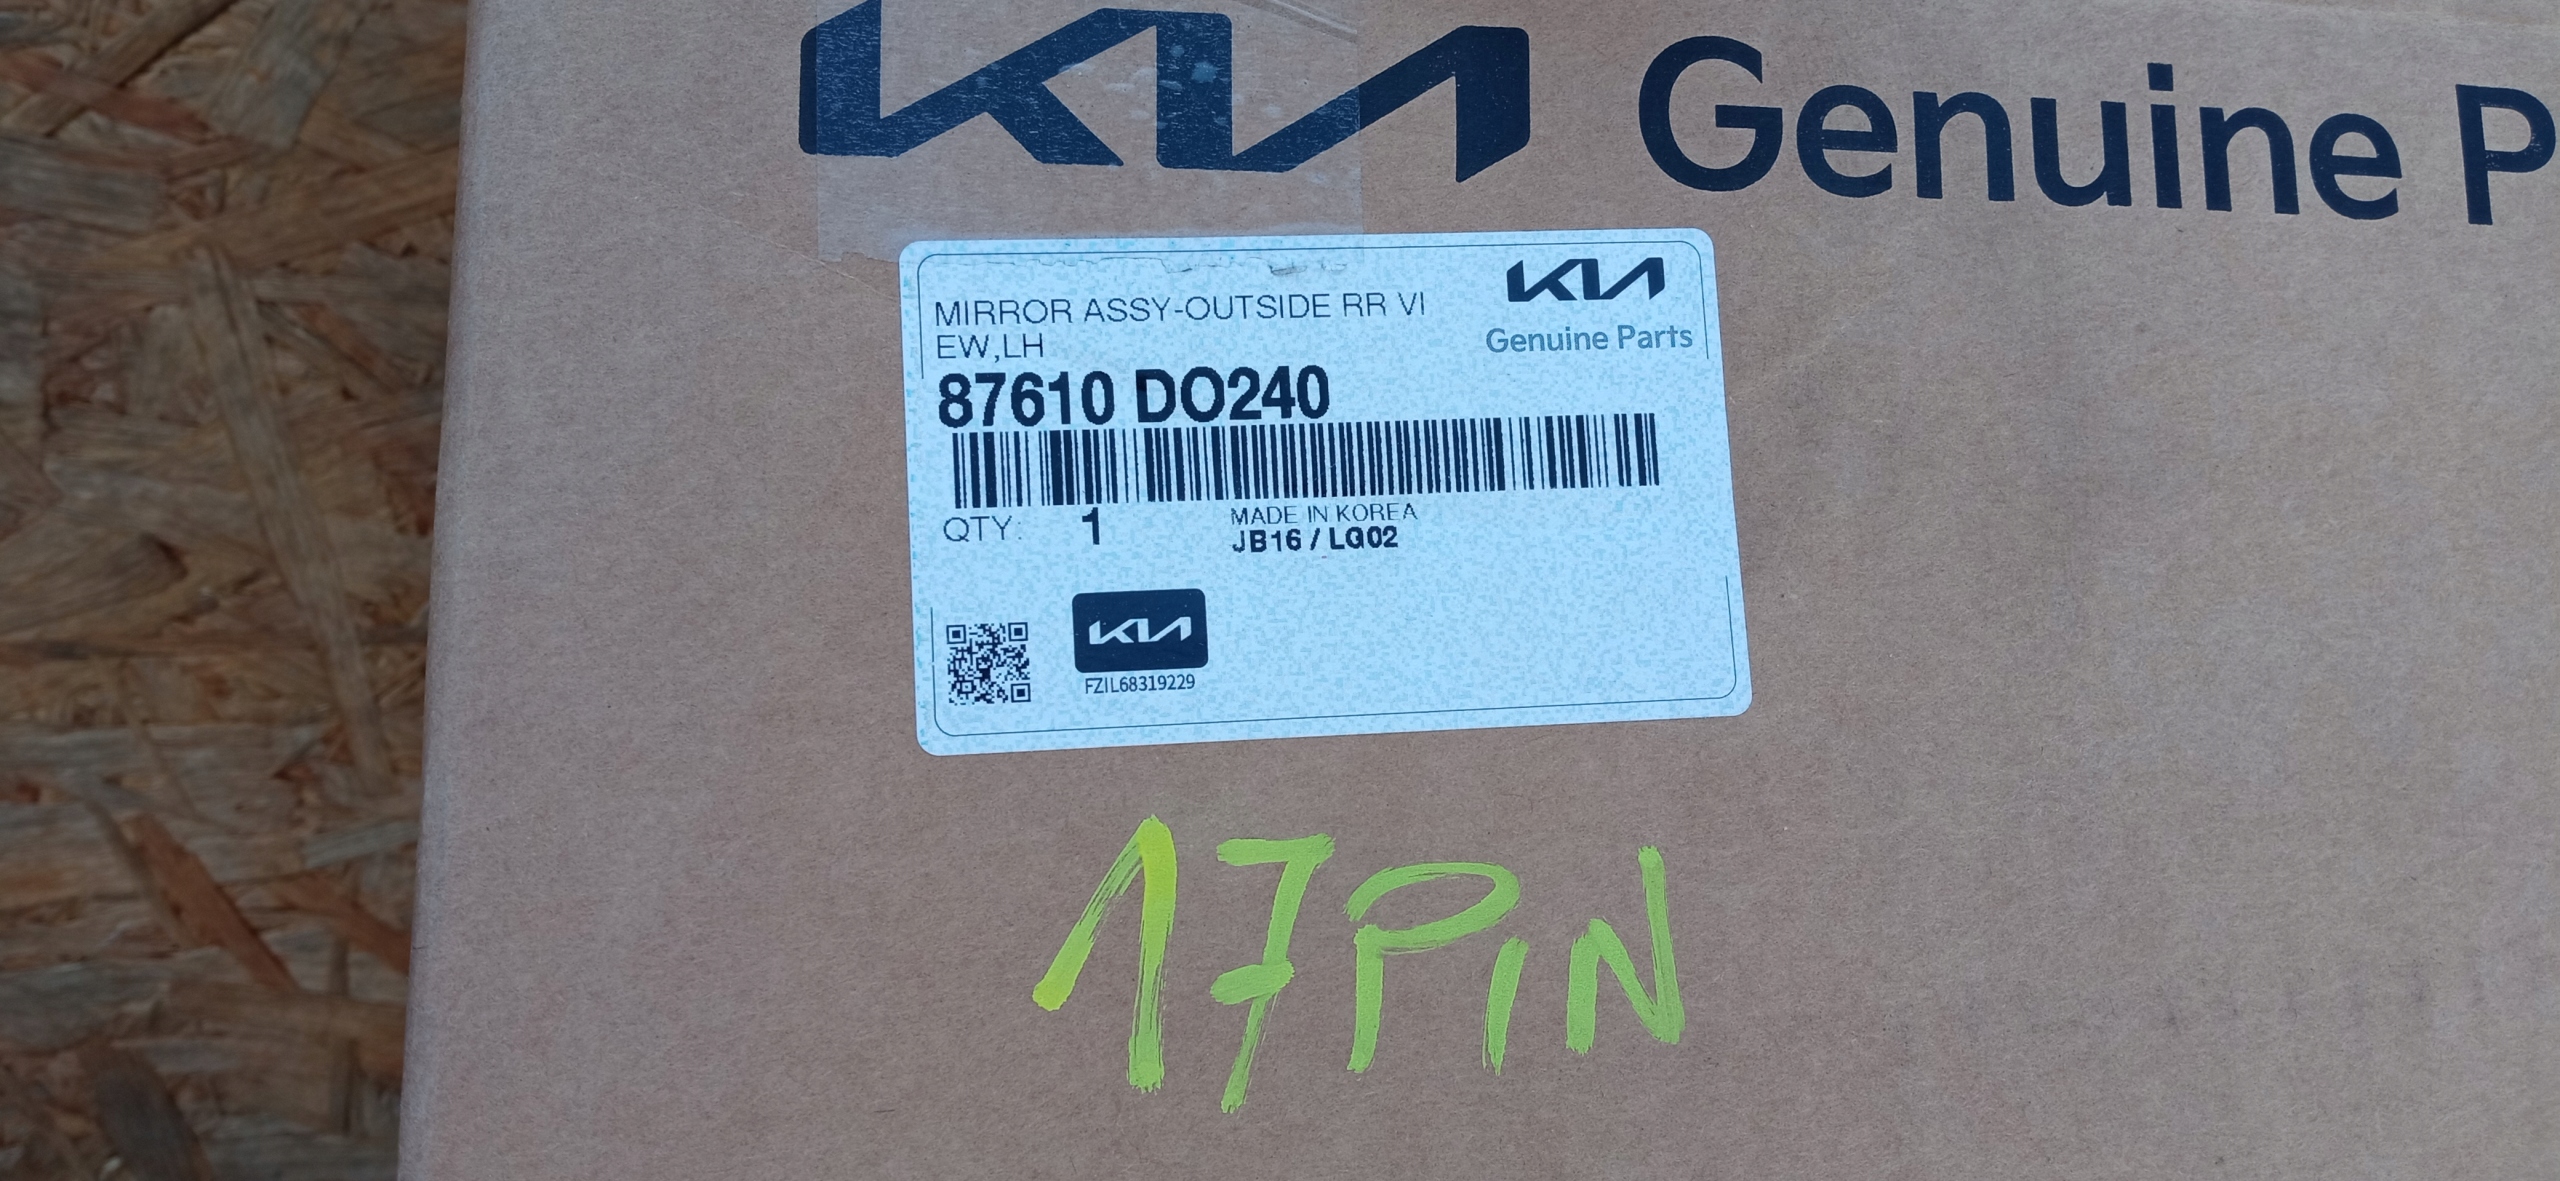 KIA Genuine P
KIA
Genuine Parts
MIRROR ASSY-OUTSIDE RR VI
EW,LH
87610 DO240
QTY: 1
MADE IN KOREA
JB16 / LG02
KIA
FZIL68319229
17PIN